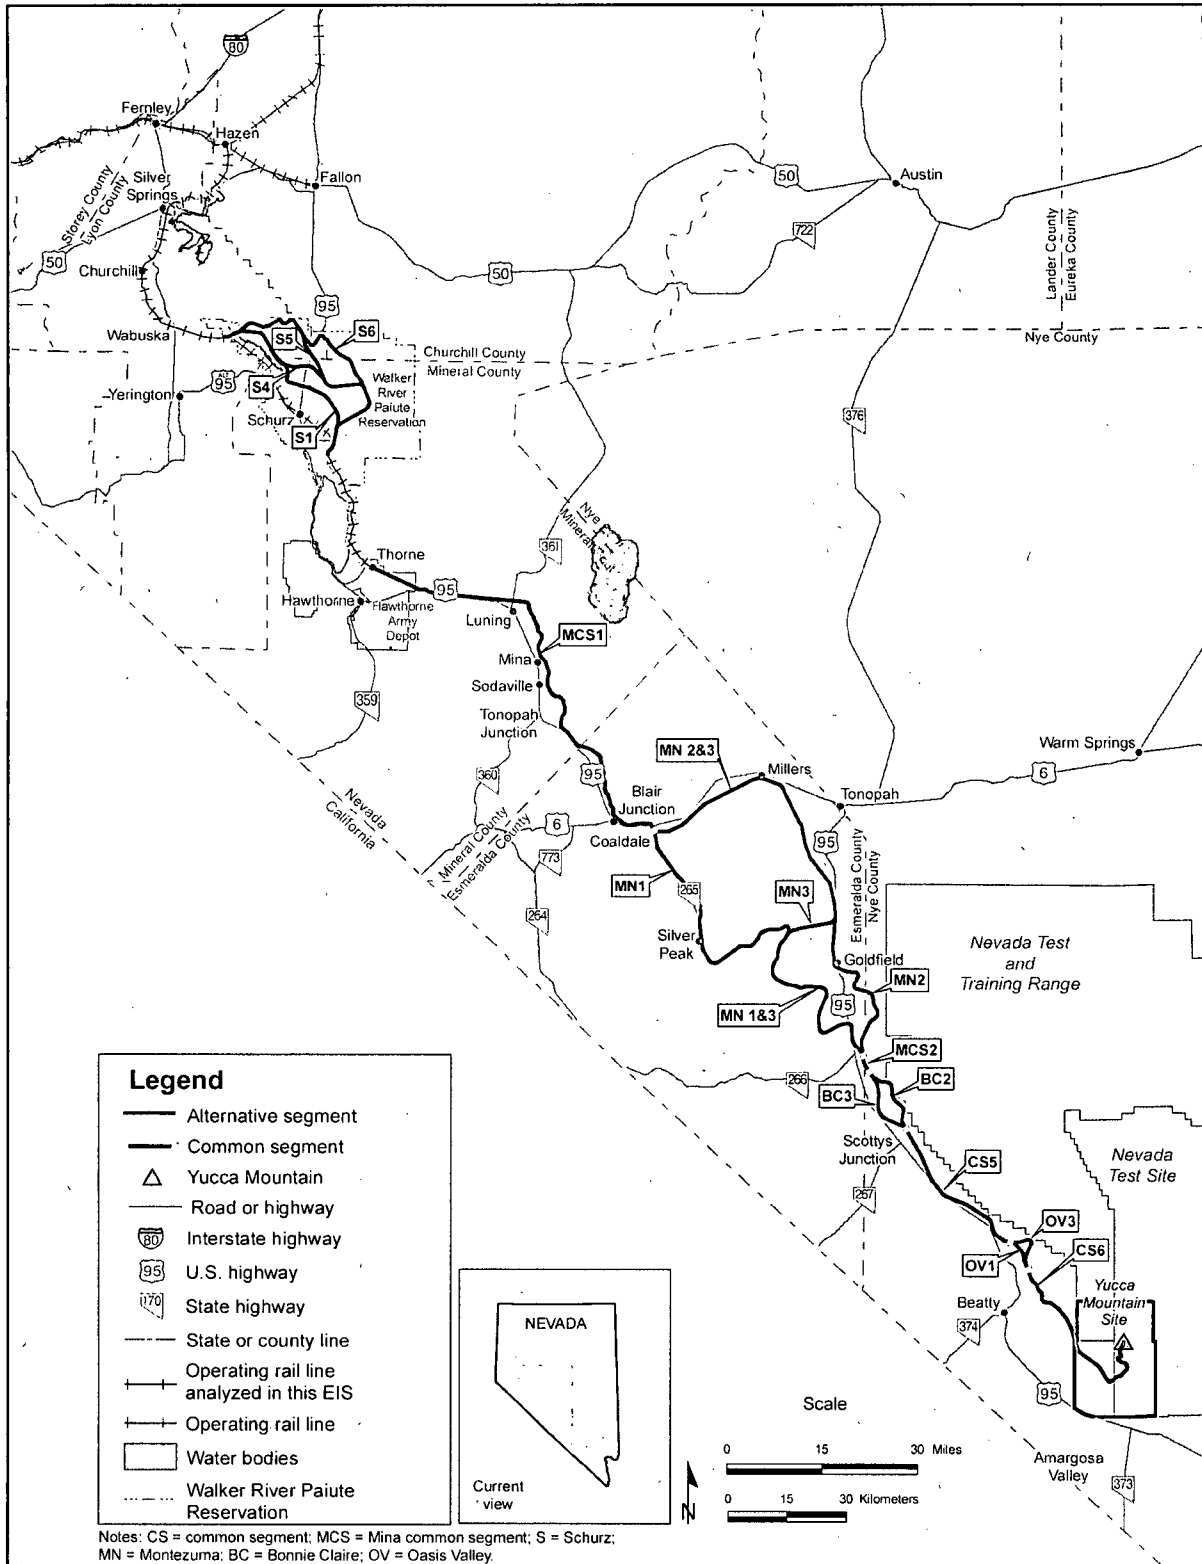 80
Fernley
Hazen
Fallon
Silver
Springs
Storey County
Lyon County
50
Churchill
Austin
50
722
50
Lander County
Eureka County
95
Wabuska
S5
S6
Churchill County
Mineral County
Nye County
ALT
95
Yerington
S4
Walker
River
Paiute
Reservation
Schurz
S1
376
Nye
Mineral
361
Thorne
95
Hawthorne
Hawthorne
Army
Depot
Luning
MCS1
Mina
Sodaville
359
Tonopah
Junction
MN 2&3
Warm Springs
Millers
6
95
360
Blair
Junction
Tonopah
Nevada
California
6
Coaldale
95
Mineral County
Esmeralda County
773
MN1
265
MN3
Esmeralda County
Nye County
264
Silver
Peak
Goldfield
Nevada Test
and
Training Range
MN2
95
MN 1&3
MCS2
266
BC2
BC3
Scottys
Junction
CS5
Nevada
Test Site
267
OV3
OV1
CS6
Yucca
Mountain
Site
Beatty
374
95
Amargosa
Valley
373
Legend
Alternative segment
Common segment
Yucca Mountain
Road or highway
80 Interstate highway
95 U.S. highway
170 State highway
State or county line
Operating rail line
analyzed in this EIS
Operating rail line
Water bodies
Walker River Paiute
Reservation
NEVADA
Current
view
Scale
0 15 30 Miles
0 15 30 Kilometers
N
Notes: CS = common segment; MCS = Mina common segment; S = Schurz;
MN = Montezuma; BC = Bonnie Claire; OV = Oasis Valley.